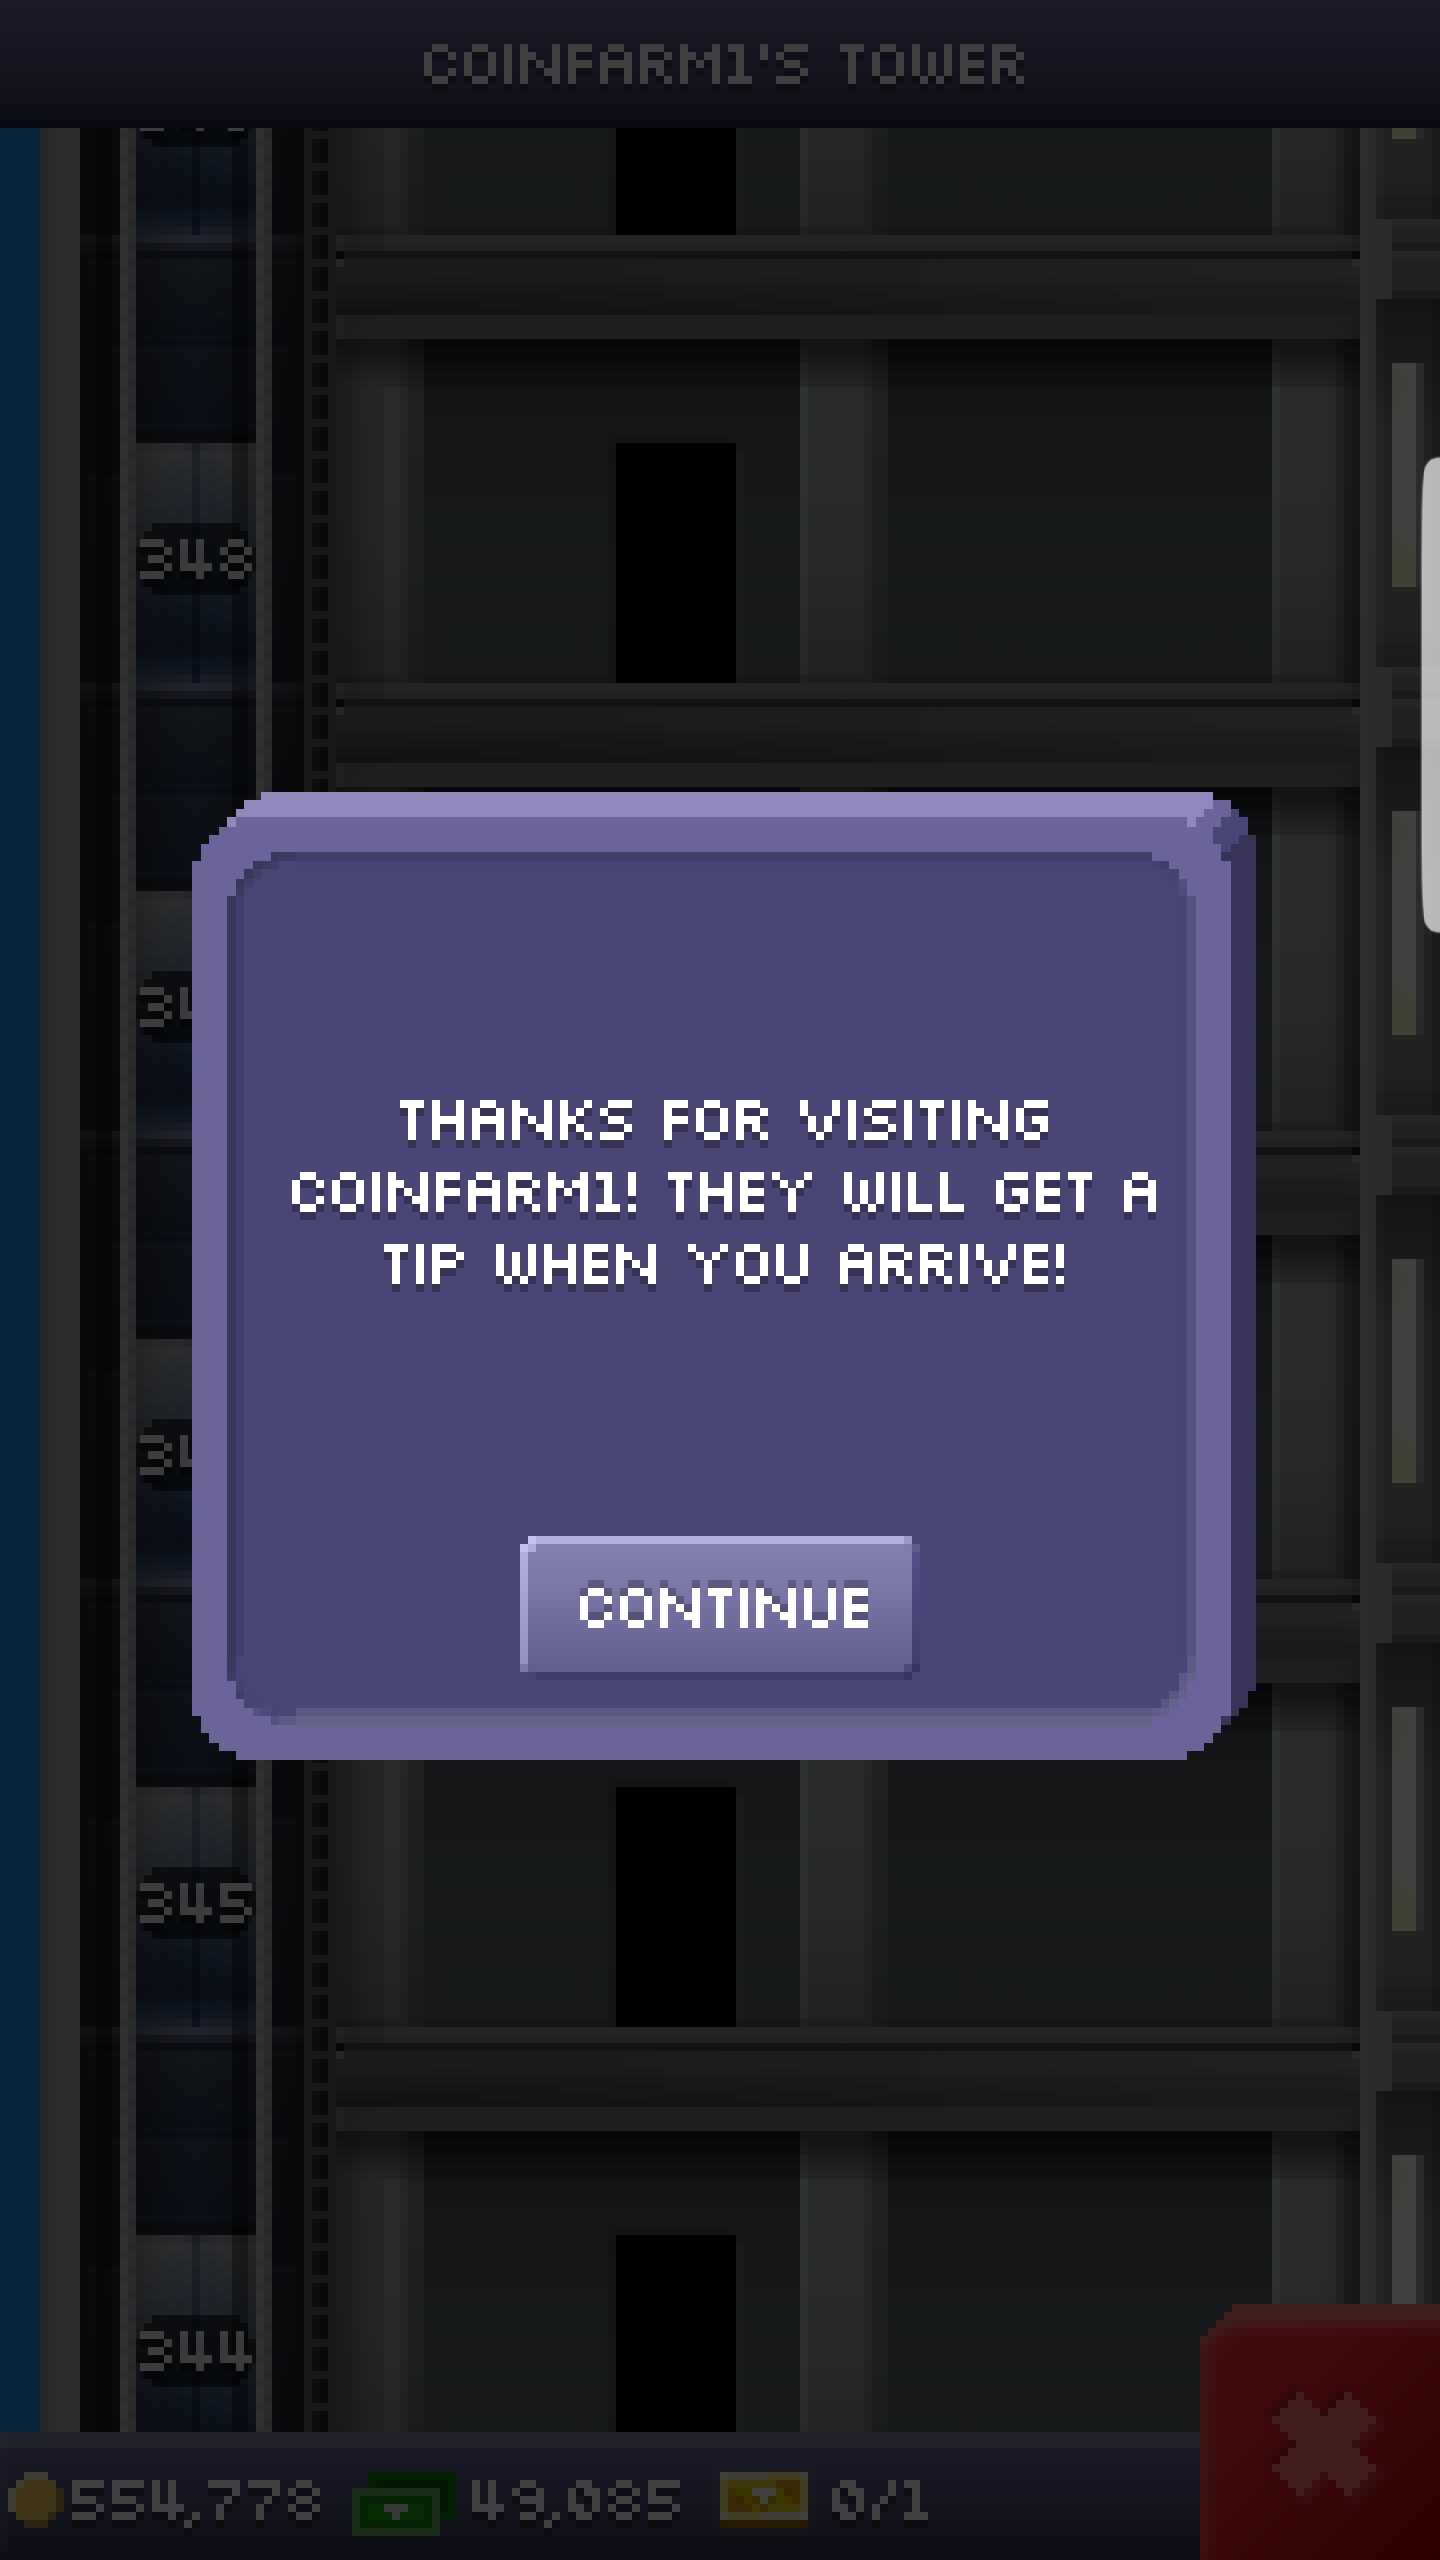 COINFARM1'S TOWER
348
THANKS FOR VISITING
COINFARM1! THEY WILL GET A
TIP WHEN YOU ARRIVE!
CONTINUE
345
344
554,778 49,085 0/1